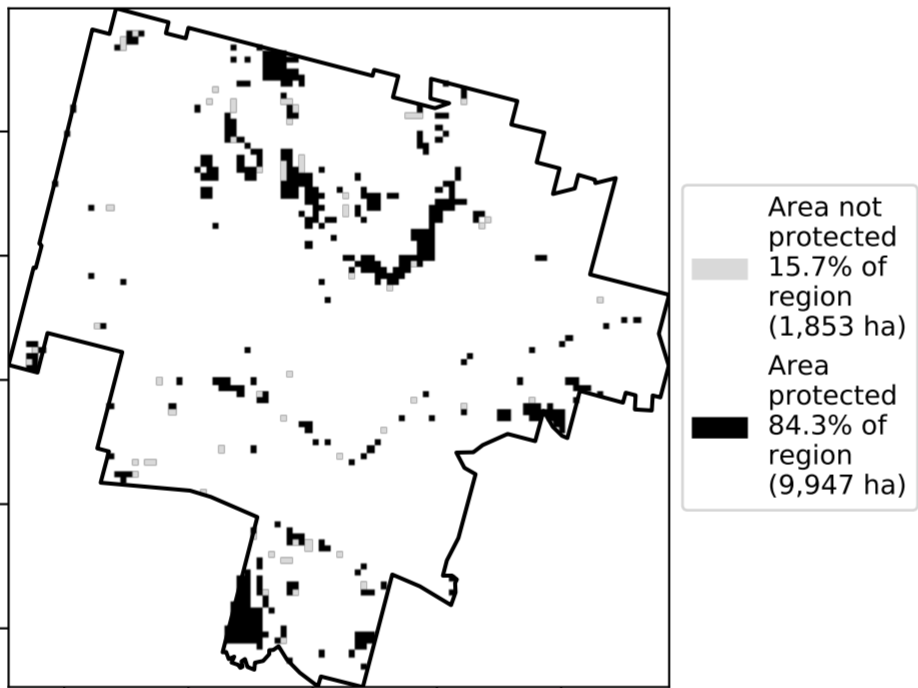 Area not
protected
15.7% of
region
(1,853 ha)
Area
protected
84.3% of
region
(9,947 ha)